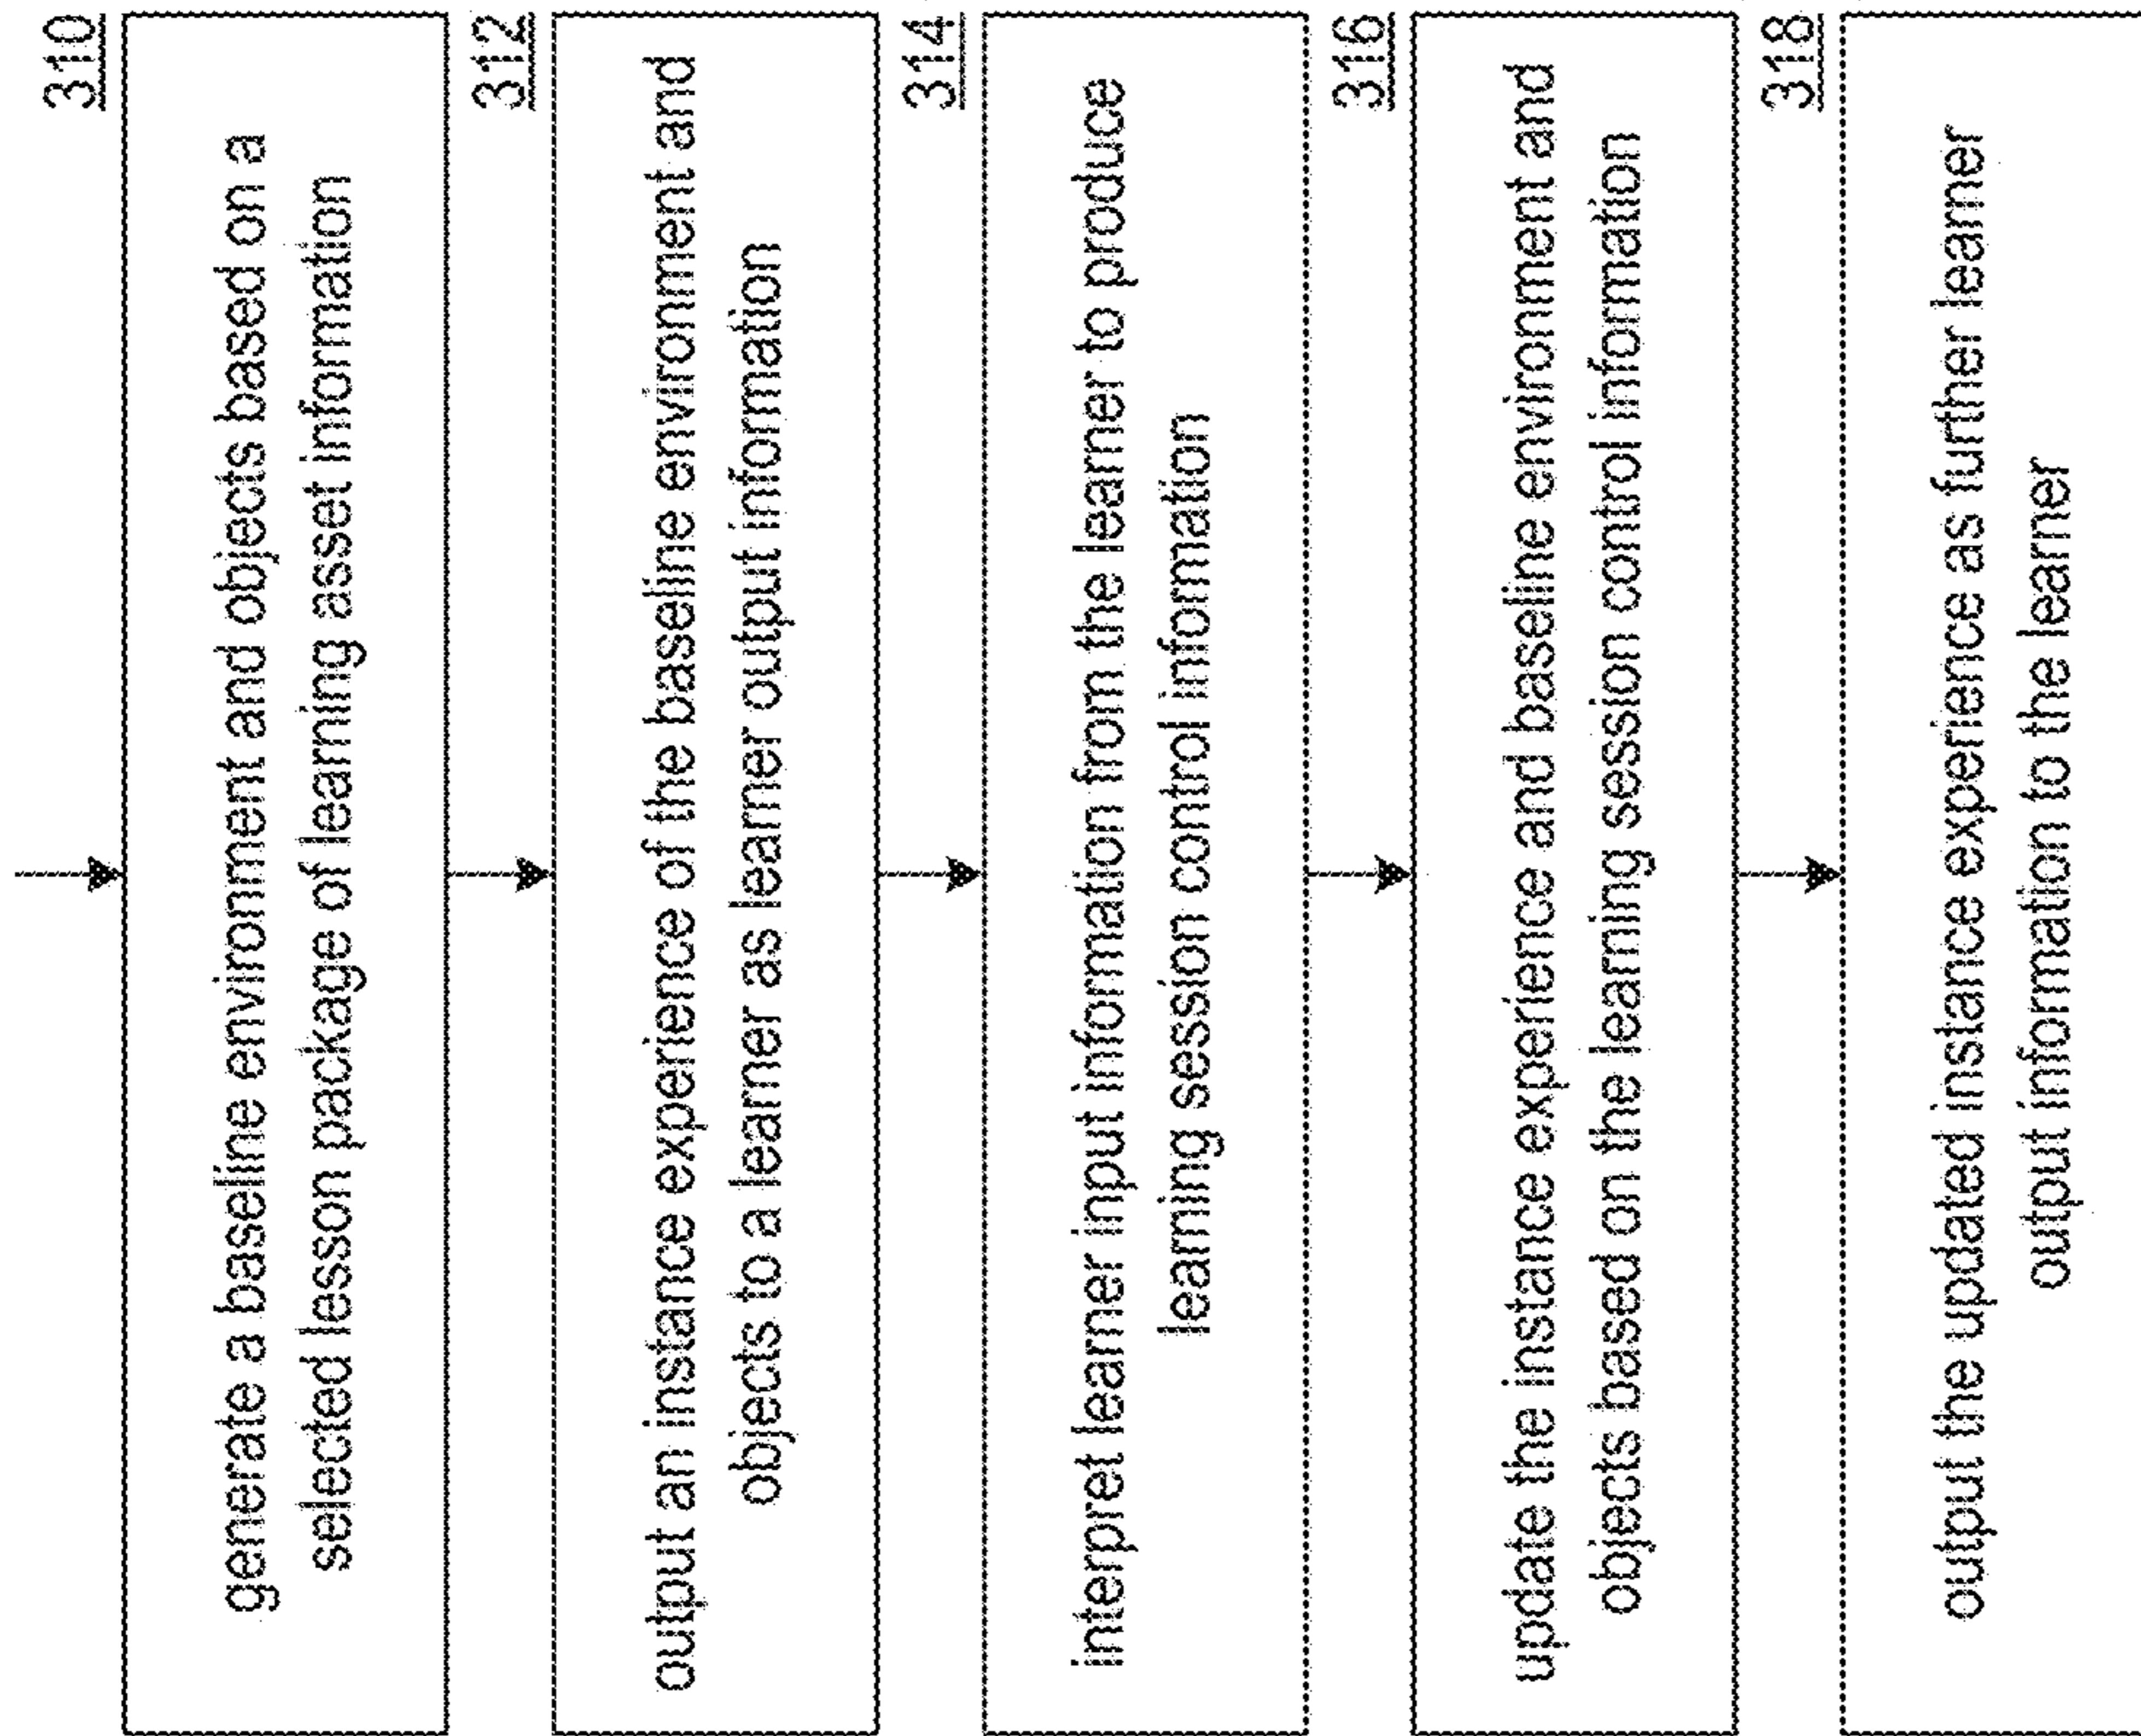 310
generate a baseline environment and objects based on a
selected lesson package of learning asset information
312
output an instance experience of the baseline environment and
objects to a learner as learner output information
314
interpret learner input information from the learner to produce
learning session control information
316
update the instance experience and baseline environment and
objects based on the learning session control information
318
output the updated instance experience as further learner
output information to the learner